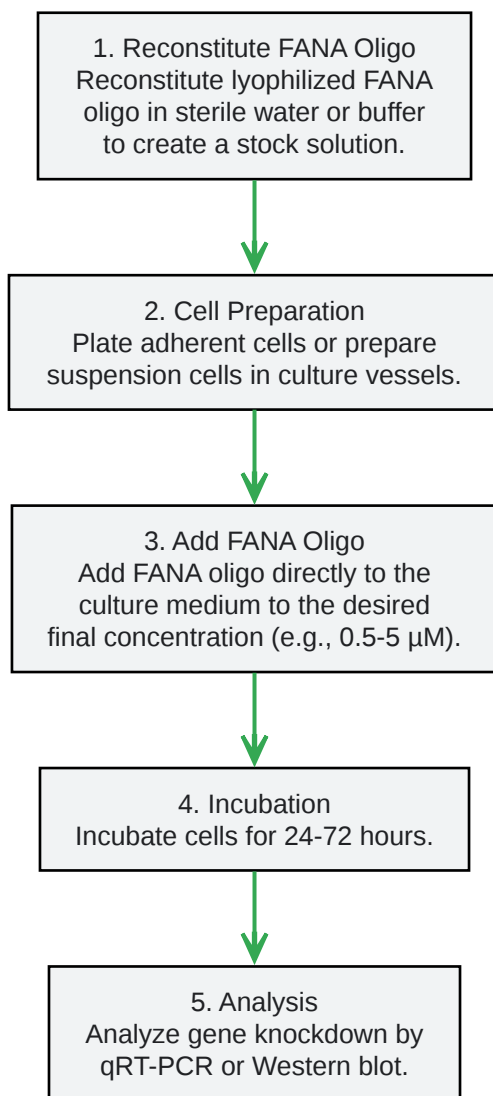 1. Reconstitute FANA Oligo
Reconstitute lyophilized FANA
oligo in sterile water or buffer
to create a stock solution.
2. Cell Preparation
Plate adherent cells or prepare
suspension cells in culture vessels.
3. Add FANA Oligo
Add FANA oligo directly to the
culture medium to the desired
final concentration (e.g., 0.5-5 µM).
4. Incubation
Incubate cells for 24-72 hours.
5. Analysis
Analyze gene knockdown by
qRT-PCR or Western blot.